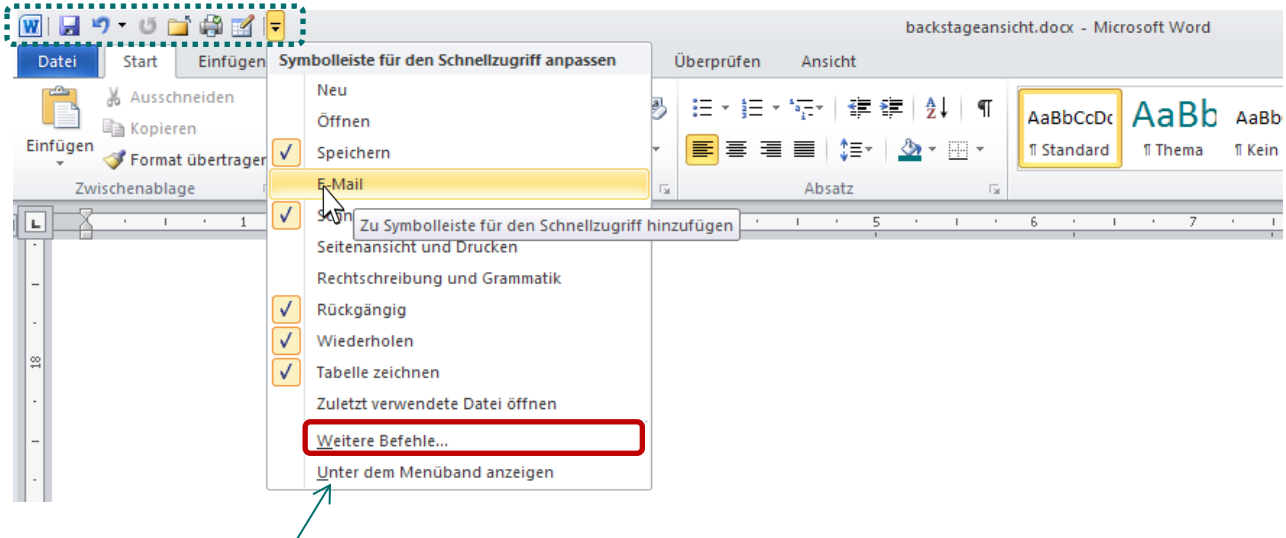 backstageansicht.docx - Microsoft Word
Datei Start Einfügen Überprüfen Ansicht
Symbolleiste für den Schnellzugriff anpassen
Neu
Öffnen
Speichern
E-Mail
Zu Symbolleiste für den Schnellzugriff hinzufügen
Seitenansicht und Drucken
Rechtschreibung und Grammatik
Rückgängig
Wiederholen
Tabelle zeichnen
Zuletzt verwendete Datei öffnen
Weitere Befehle...
Unter dem Menüband anzeigen
Einfügen
Ausschneiden
Kopieren
Format übertragen
Zwischenablage
Absatz
AaBbCcDc AaBb AaBb
¶ Standard ¶ Thema ¶ Kein
1 5 6 7
18